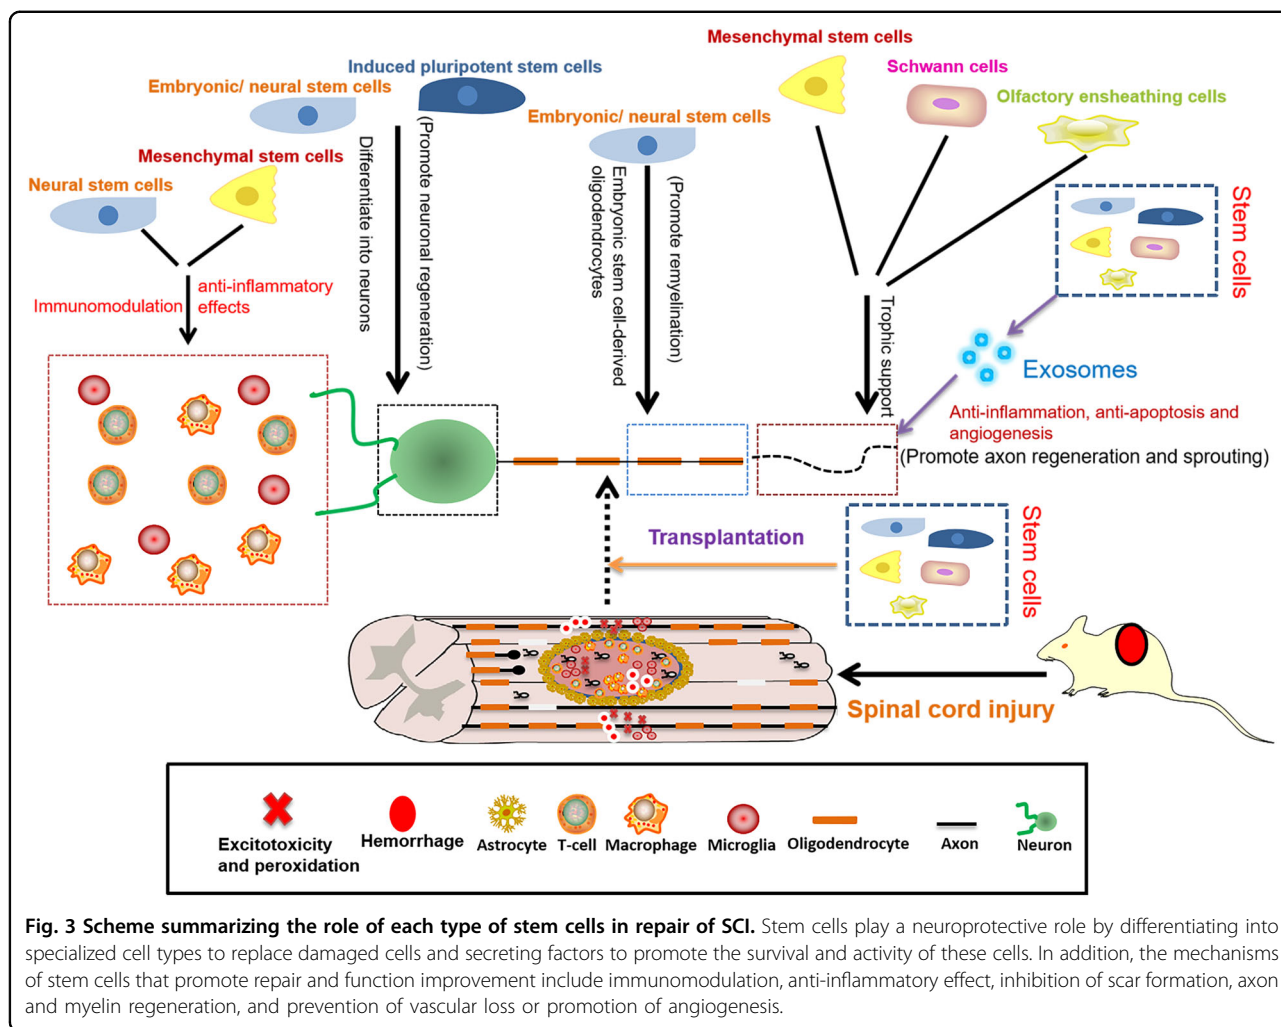 Mesenchymal stem cells
Induced pluripotent stem cells
Schwann cells
Embryonic/ neural stem cells
Olfactory ensheathing cells
Embryonic/ neural stem cells
Mesenchymal stem cells
Neural stem cells
Differentiate into neurons
(Promote neuronal regeneration)
Embryonic stem cell-derived
oligodendrocytes
(Promote remyelination)
Stem cells
anti-inflammatory
effects
Immunomodulation
Trophic support
Exosomes
Anti-inflammation, anti-apoptosis and
angiogenesis
(Promote axon regeneration and sprouting)
Transplantation
Stem cells
Spinal cord injury
Excitotoxicity
and peroxidation
Hemorrhage
Astrocyte
T-cell
Macrophage
Microglia
Oligodendrocyte
Axon
Neuron
Fig. 3 Scheme summarizing the role of each type of stem cells in repair of SCI. Stem cells play a neuroprotective role by differentiating into
specialized cell types to replace damaged cells and secreting factors to promote the survival and activity of these cells. In addition, the mechanisms
of stem cells that promote repair and function improvement include immunomodulation, anti-inflammatory effect, inhibition of scar formation, axon
and myelin regeneration, and prevention of vascular loss or promotion of angiogenesis.